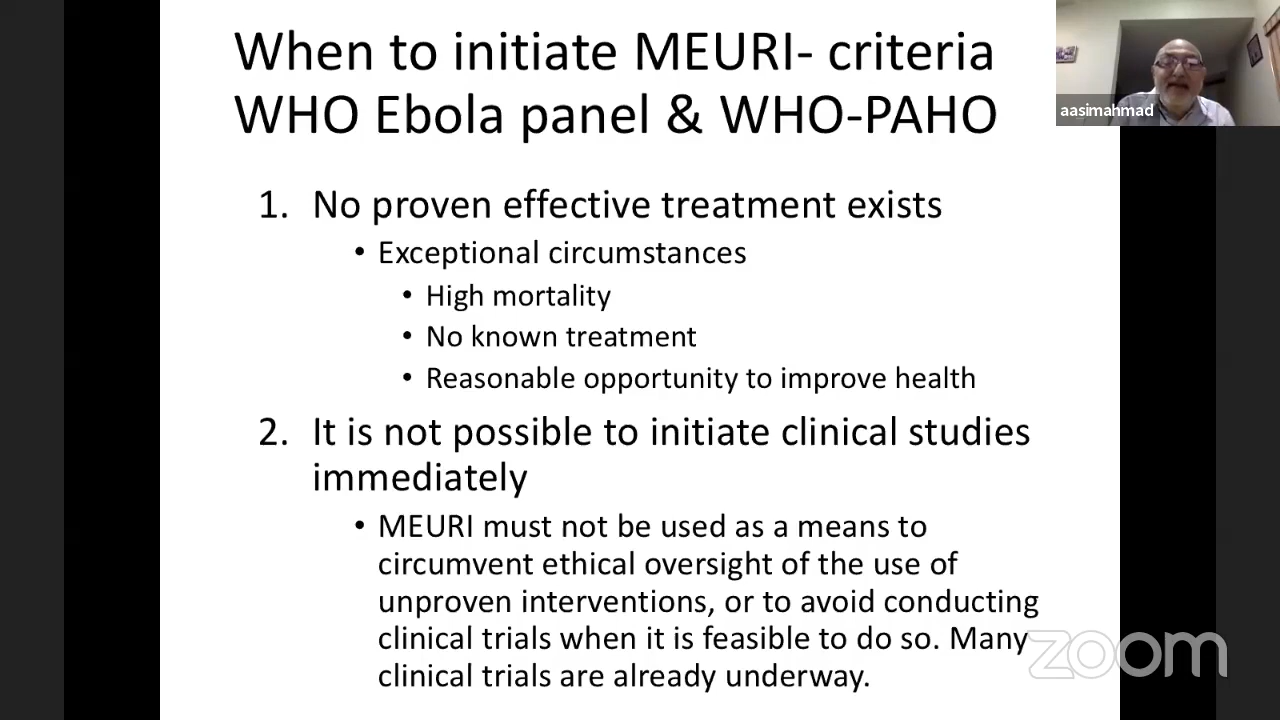 When to initiate MEURI- criteria
WHO Ebola panel & WHO-PAHO
aasimahmad
1. No proven effective treatment exists
• Exceptional circumstances
• High mortality
• No known treatment
• Reasonable opportunity to improve health
2. It is not possible to initiate clinical studies
immediately
• MEURI must not be used as a means to
circumvent ethical oversight of the use of
unproven interventions, or to avoid conducting
clinical trials when it is feasible to do so. Many
clinical trials are already underway.
zoom